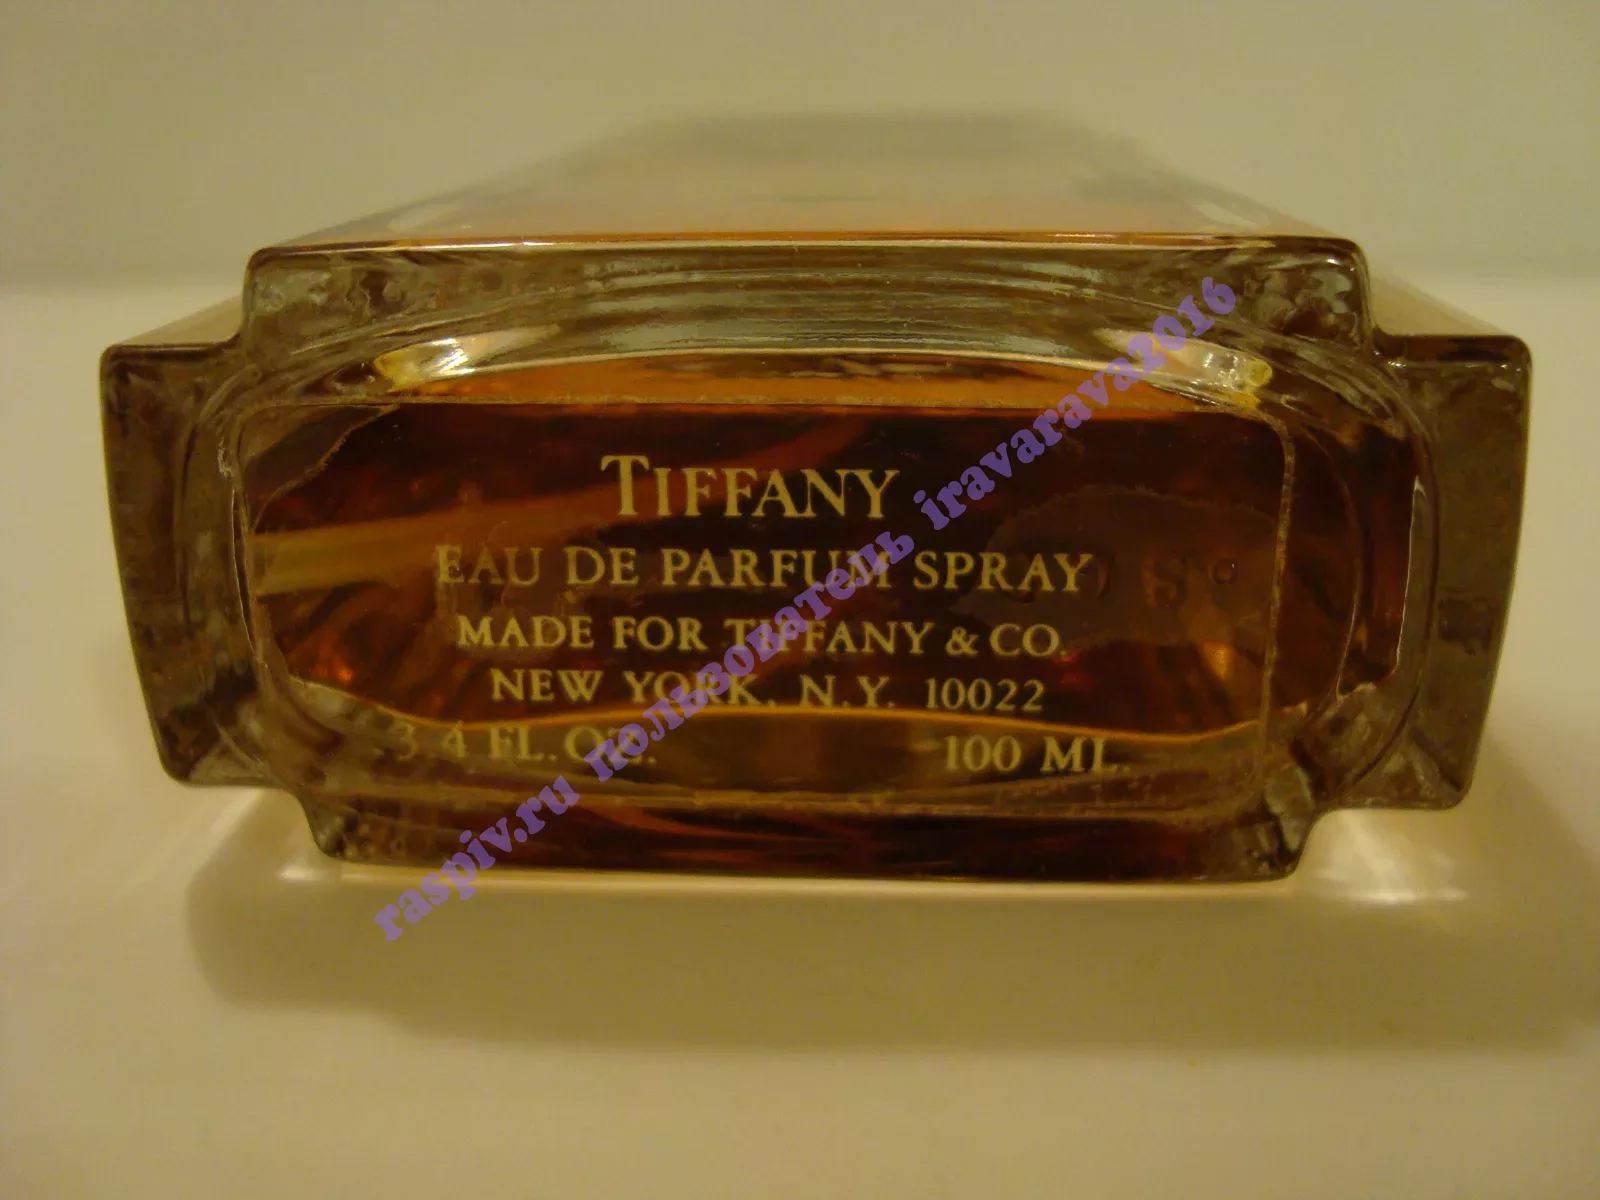 TIFFANY
EAU DE PARFUM SPRAY
MADE FOR TIFFANY & CO.
NEW YORK, N.Y. 10022
3.4 FL. OZ. 100 ML.
raspiv.ru пользователь iravarava2016